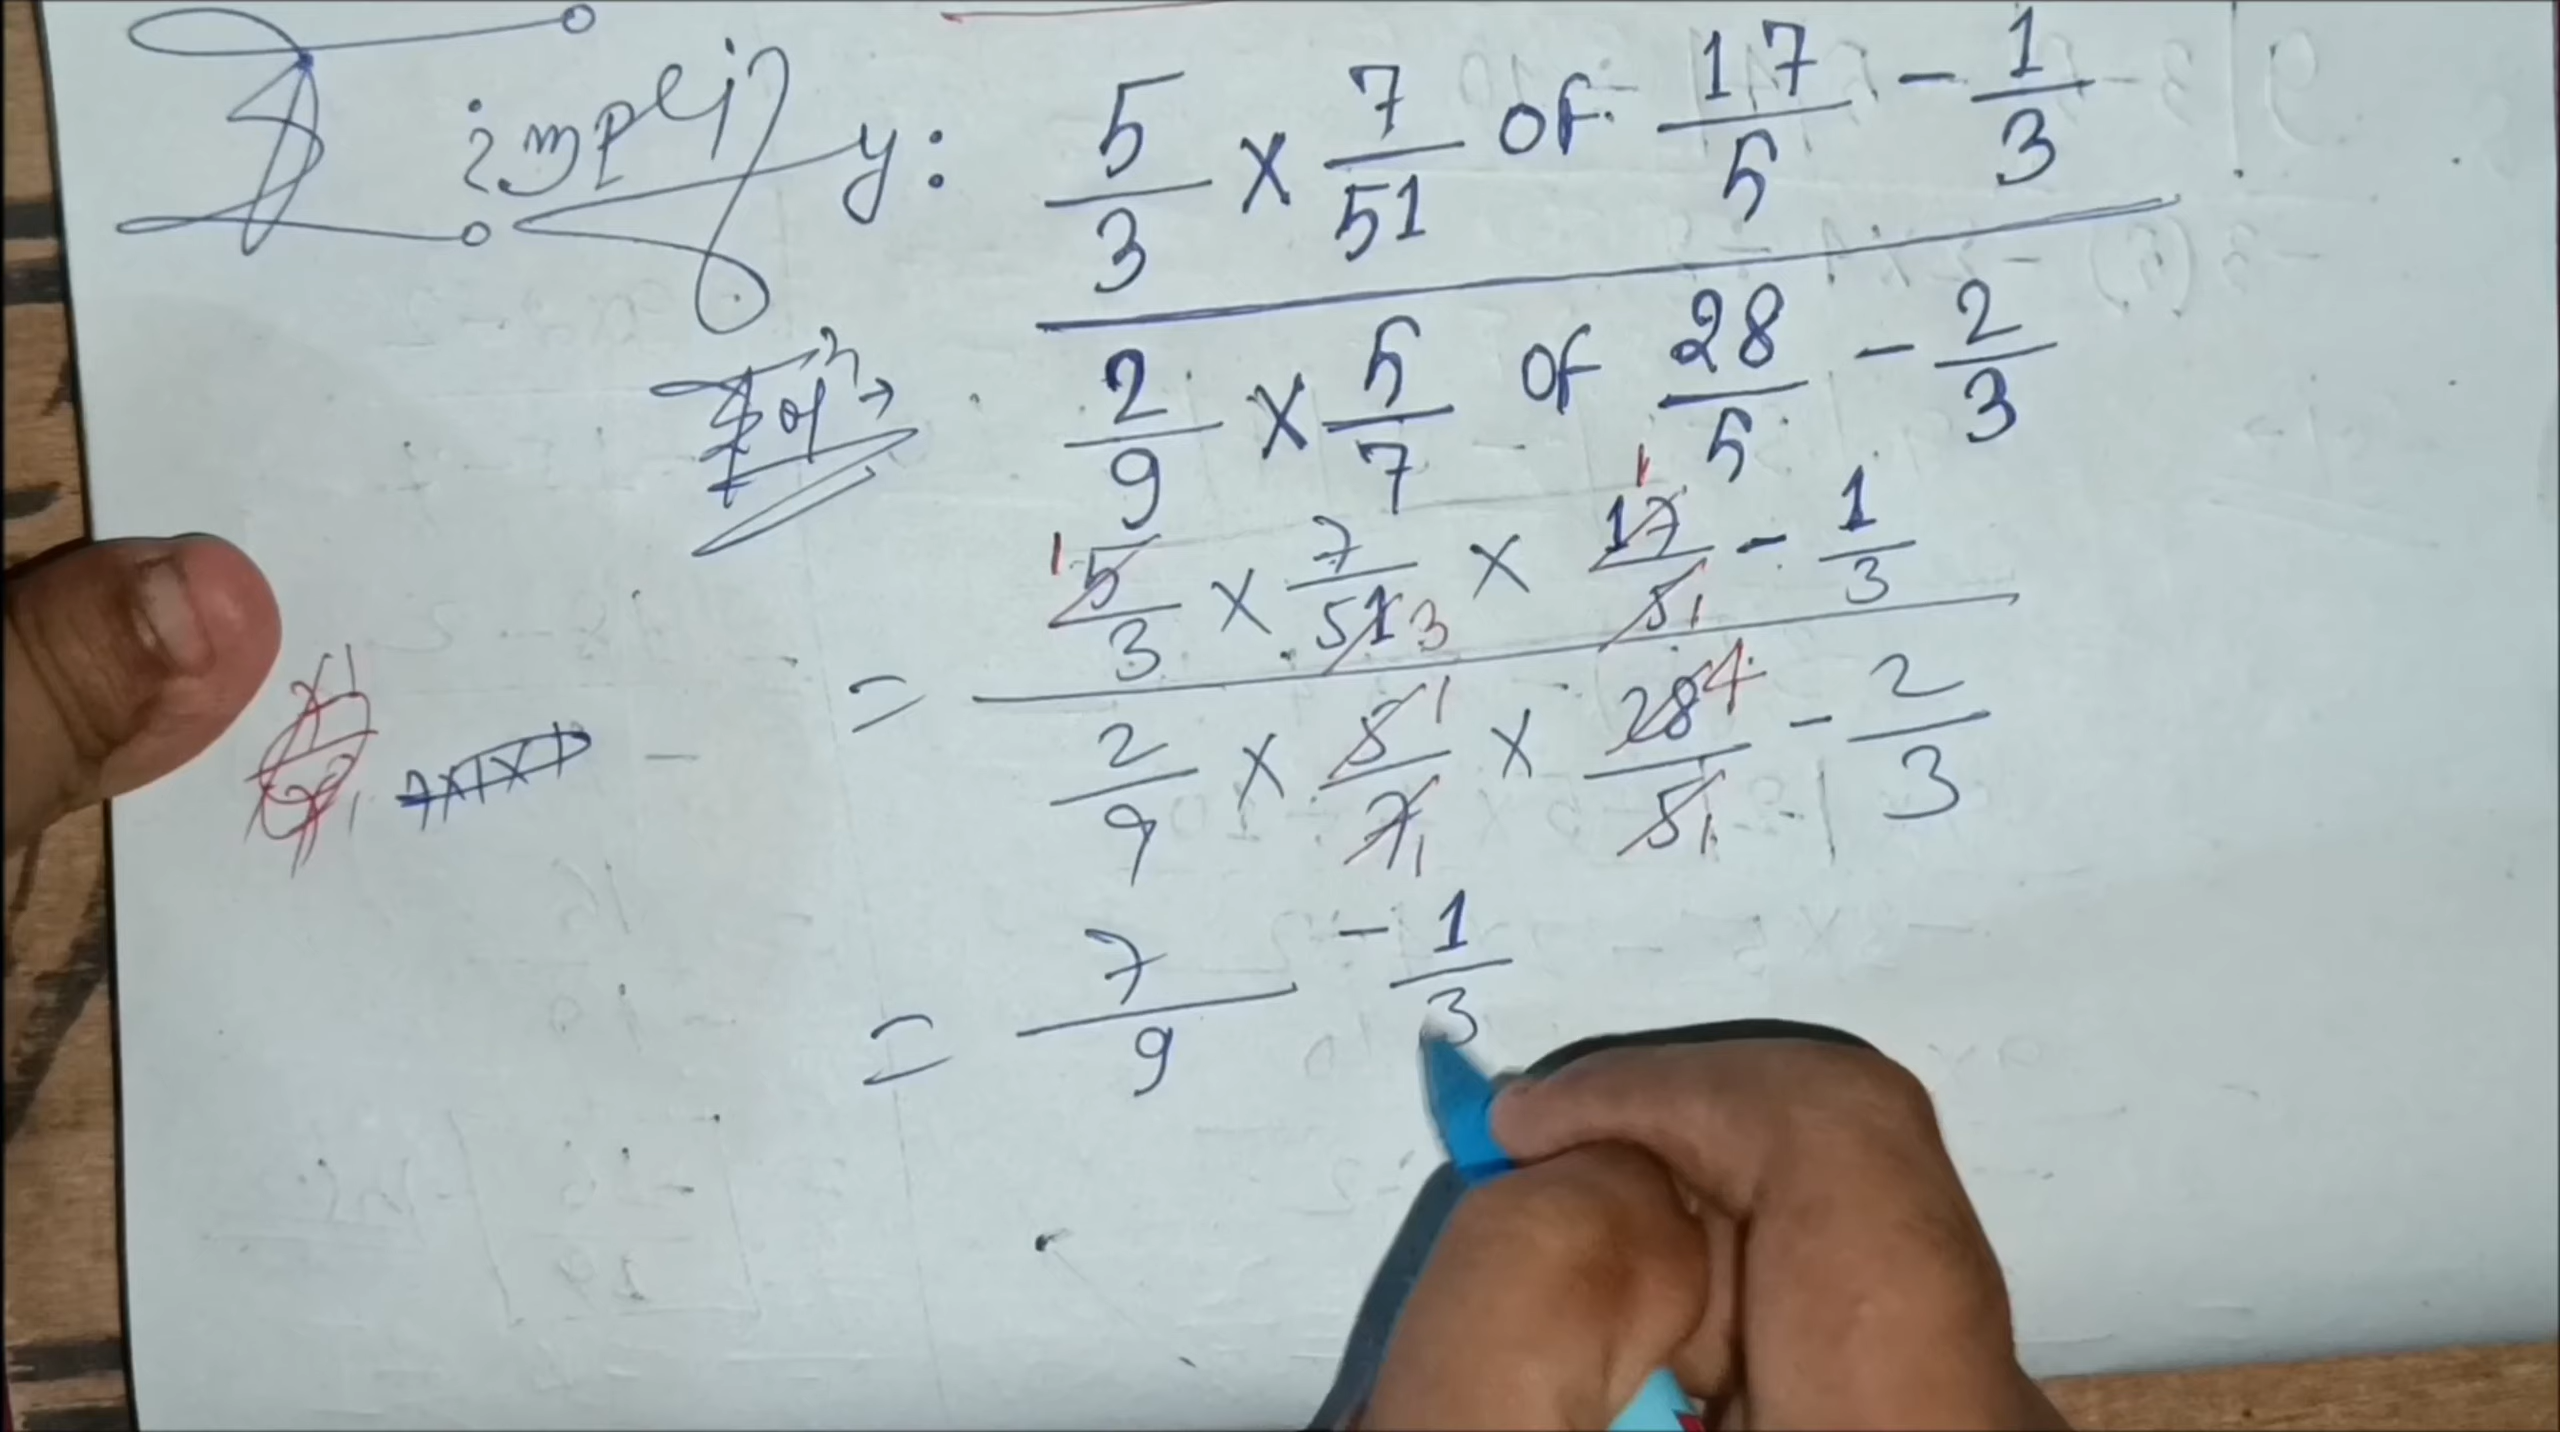 Simplify: 5/3 × 7/51 of 17/5 - 1/3
2/9 × 5/7 of 28/5 - 2/3
Solⁿ→
= 5/3 × 7/51 × 17/5 - 1/3
2/9 × 5/7 × 28/5 - 2/3
= 7/9 - 1/3